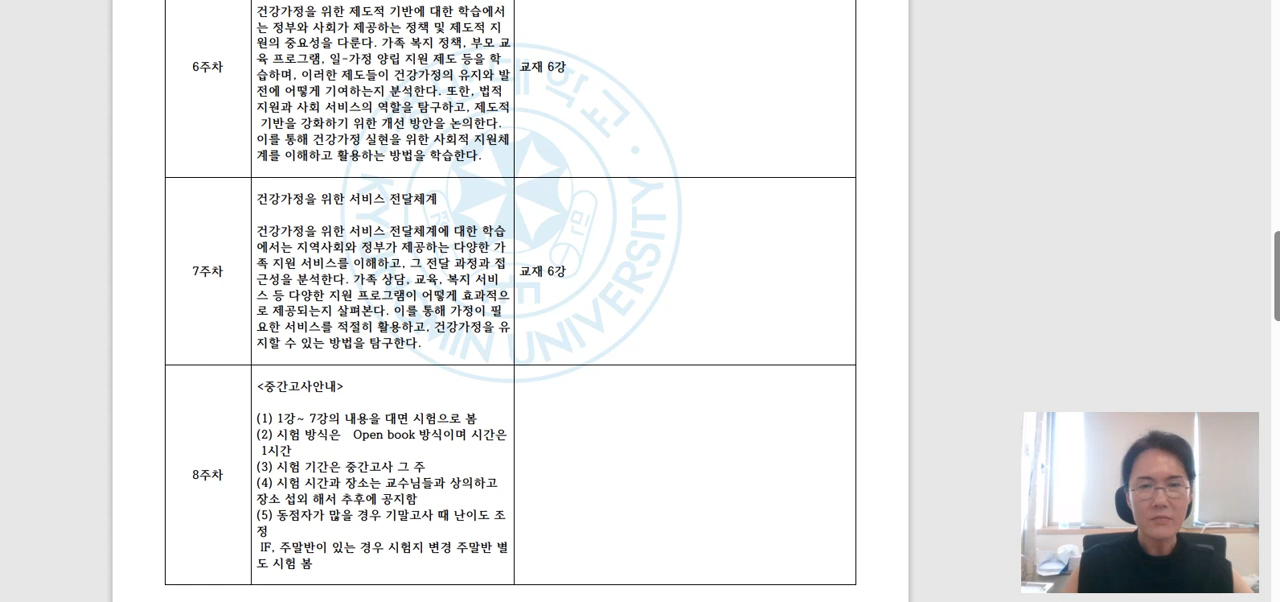 건강가정을 위한 제도적 기반에 대한 학습에서
는 정부와 사회가 제공하는 정책 및 제도적 지
원의 중요성을 다룬다. 가족 복지 정책, 부모 교
육 프로그램, 일-가정 양립 지원 제도 등을 학
습하며, 이러한 제도들이 건강가정의 유지와 발
전에 어떻게 기여하는지 분석한다. 또한, 법적
지원과 사회 서비스의 역할을 탐구하고, 제도적
기반을 강화하기 위한 개선 방안을 논의한다.
이를 통해 건강가정 실현을 위한 사회적 지원체
계를 이해하고 활용하는 방법을 학습한다.
6주차
교재 6강
건강가정을 위한 서비스 전달체계
건강가정을 위한 서비스 전달체계에 대한 학습
에서는 지역사회와 정부가 제공하는 다양한 가
족 지원 서비스를 이해하고, 그 전달 과정과 접
근성을 분석한다. 가족 상담, 교육, 복지 서비
스 등 다양한 지원 프로그램이 어떻게 효과적으
로 제공되는지 살펴본다. 이를 통해 가정이 필
요한 서비스를 적절히 활용하고, 건강가정을 유
지할 수 있는 방법을 탐구한다.
7주차
교재 6강
<중간고사안내>
(1) 1강~ 7강의 내용을 대면 시험으로 봄
(2) 시험 방식은 Open book 방식이며 시간은
1시간
(3) 시험 기간은 중간고사 그 주
(4) 시험 시간과 장소는 교수님들과 상의하고
장소 섭외 해서 추후에 공지함
(5) 동점자가 많을 경우 기말고사 때 난이도 조
정
IF, 주말반이 있는 경우 시험지 변경 주말반 별
도 시험 봄
8주차
대학교
UNIVERSITY